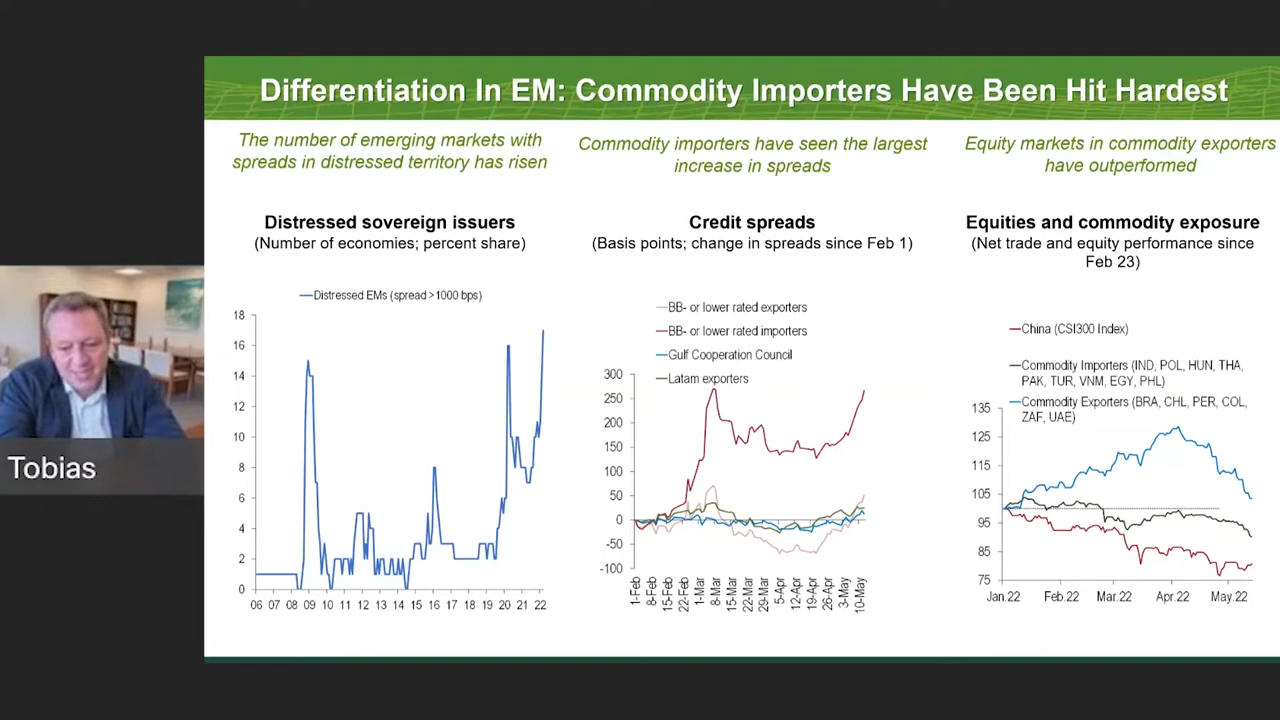 Differentiation In EM: Commodity Importers Have Been Hit Hardest
The number of emerging markets with
spreads in distressed territory has risen
Distressed sovereign issuers
(Number of economies; percent share)
Distressed EMs (spread >1000 bps)
18
16
14
12
10
8
6
4
2
0
06 07 08 09 10 11 12 13 14 15 16 17 18 19 20 21 22
Commodity importers have seen the largest
increase in spreads
Credit spreads
(Basis points; change in spreads since Feb 1)
BB- or lower rated exporters
BB- or lower rated importers
Gulf Cooperation Council
Latam exporters
300
250
200
150
100
50
0
-50
-100
1-Feb
8-Feb
15-Feb
22-Feb
1-Mar
8-Mar
15-Mar
22-Mar
29-Mar
5-Apr
12-Apr
19-Apr
26-Apr
3-May
10-May
Equity markets in commodity exporters
have outperformed
Equities and commodity exposure
(Net trade and equity performance since
Feb 23)
China (CSI300 Index)
Commodity Importers (IND, POL, HUN, THA,
PAK, TUR, VNM, EGY, PHL)
Commodity Exporters (BRA, CHL, PER, COL,
ZAF, UAE)
135
125
115
105
95
85
75
Jan.22 Feb.22 Mar.22 Apr.22 May.22
Tobias